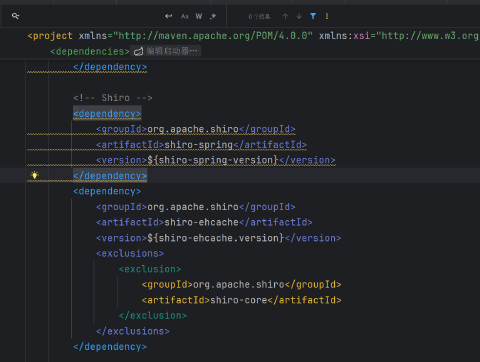 Aa W .* 0个结果
<project xmlns="http://maven.apache.org/POM/4.0.0" xmlns:xsi="http://www.w3.org
<dependencies> 编辑启动器…
</dependency>
<!-- Shiro -->
<dependency>
<groupId>org.apache.shiro</groupId>
<artifactId>shiro-spring</artifactId>
<version>${shiro-spring-version}</version>
</dependency>
<dependency>
<groupId>org.apache.shiro</groupId>
<artifactId>shiro-ehcache</artifactId>
<version>${shiro-ehcache.version}</version>
<exclusions>
<exclusion>
<groupId>org.apache.shiro</groupId>
<artifactId>shiro-core</artifactId>
</exclusion>
</exclusions>
</dependency>